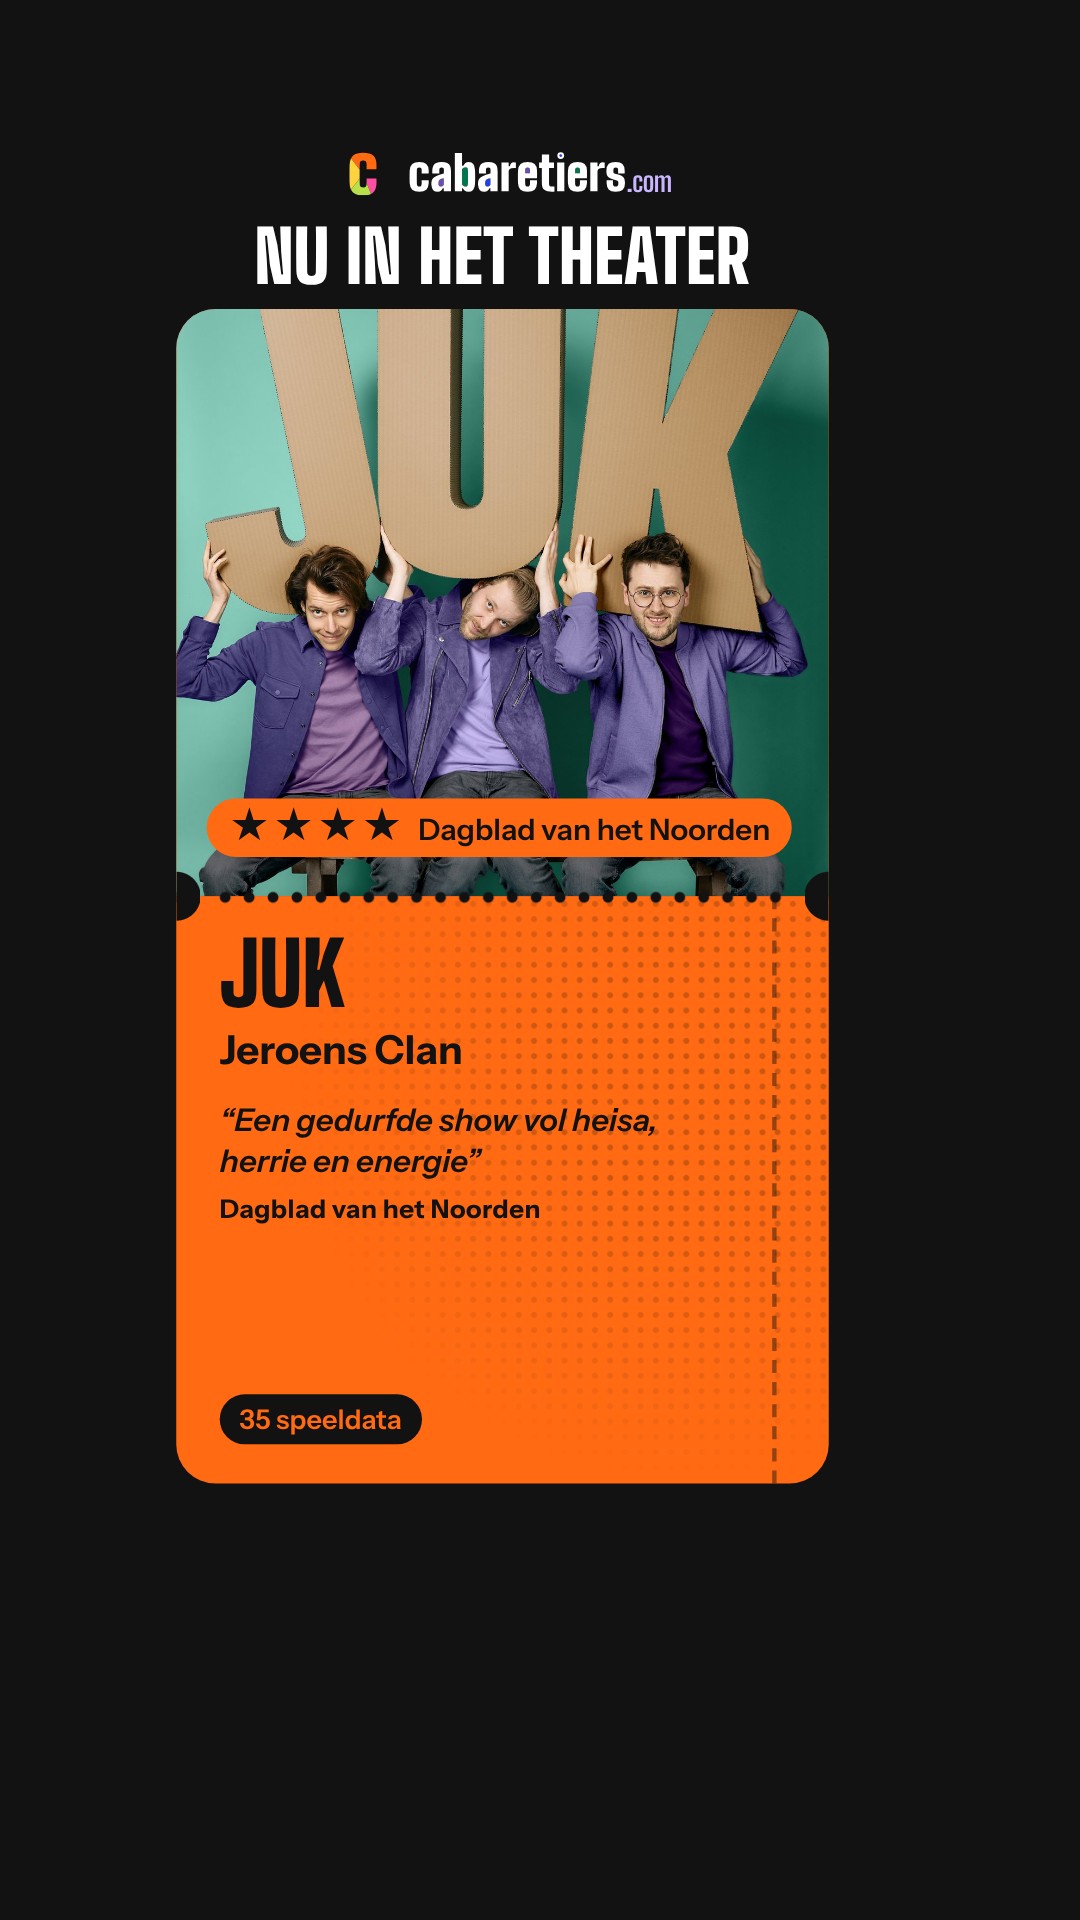 C cabaretiers.com
NU IN HET THEATER
JUK
★★★★ Dagblad van het Noorden
JUK
Jeroens Clan
“Een gedurfde show vol heisa,
herrie en energie”
Dagblad van het Noorden
35 speeldata